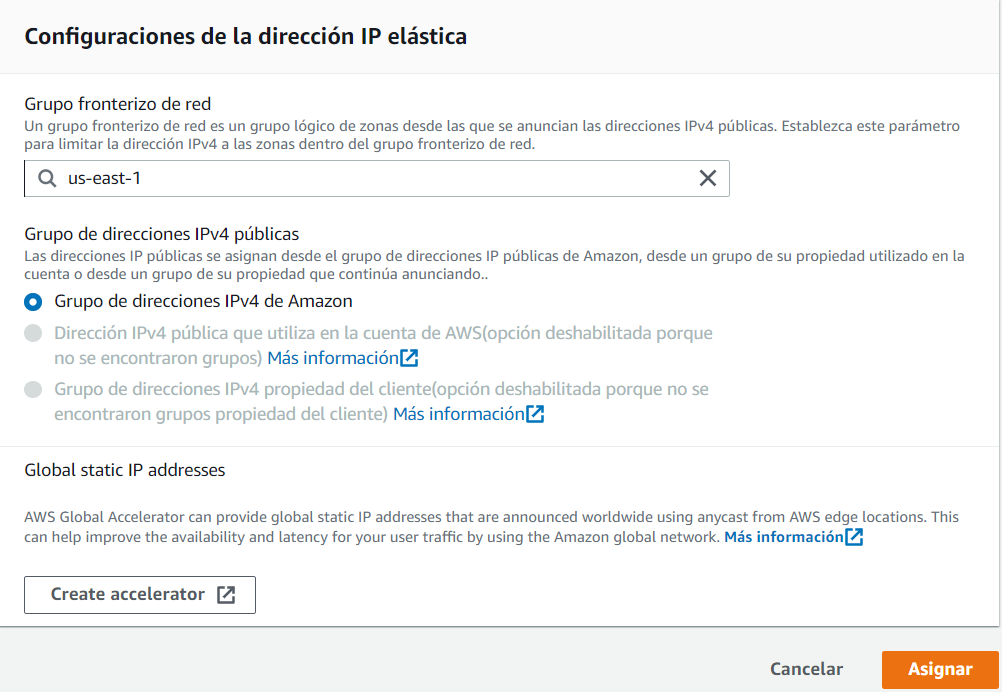 Configuraciones de la dirección IP elástica
Grupo fronterizo de red
Un grupo fronterizo de red es un grupo lógico de zonas desde las que se anuncian las direcciones IPv4 públicas. Establezca este parámetro
para limitar la dirección IPv4 a las zonas dentro del grupo fronterizo de red.
us-east-1
Grupo de direcciones IPv4 públicas
Las direcciones IP públicas se asignan desde el grupo de direcciones IP públicas de Amazon, desde un grupo de su propiedad utilizado en la
cuenta o desde un grupo de su propiedad que continúa anunciando..
Grupo de direcciones IPv4 de Amazon
Dirección IPv4 pública que utiliza en la cuenta de AWS(opción deshabilitada porque
no se encontraron grupos) Más información
Grupo de direcciones IPv4 propiedad del cliente(opción deshabilitada porque no se
encontraron grupos propiedad del cliente) Más información
Global static IP addresses
AWS Global Accelerator can provide global static IP addresses that are announced worldwide using anycast from AWS edge locations. This
can help improve the availability and latency for your user traffic by using the Amazon global network. Más información
Create accelerator
Cancelar
Asignar